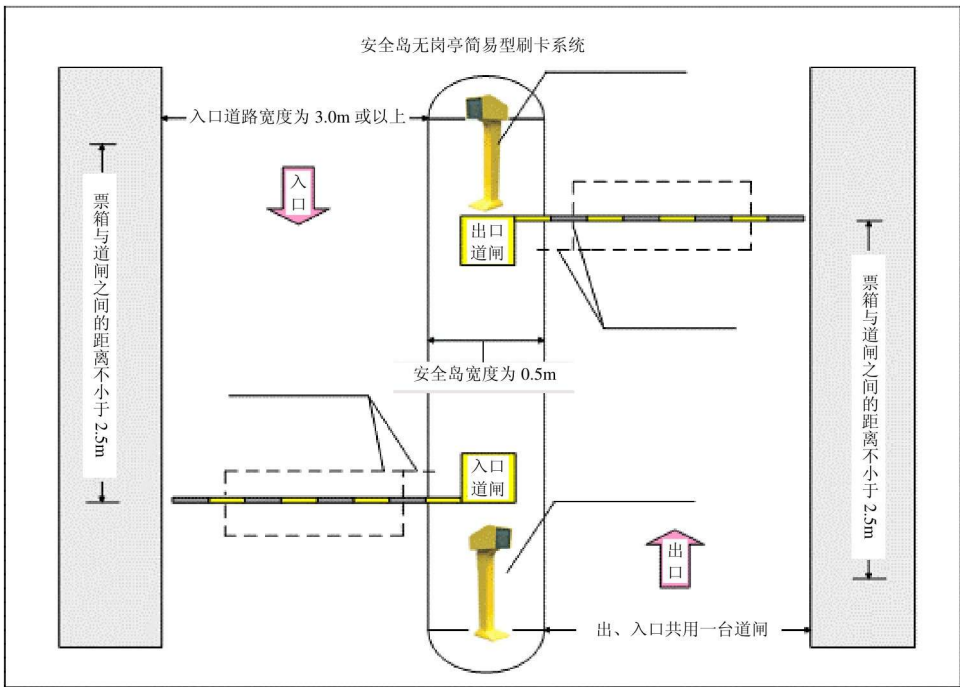 安全岛无岗亭简易型刷卡系统
入口道路宽度为 3.0m 或以上
入
口
票箱与道闸之间的距离不小于 2.5m
出口
道闸
票箱与道闸之间的距离不小于 2.5m
安全岛宽度为 0.5m
入口
道闸
出
口
出、入口共用一台道闸